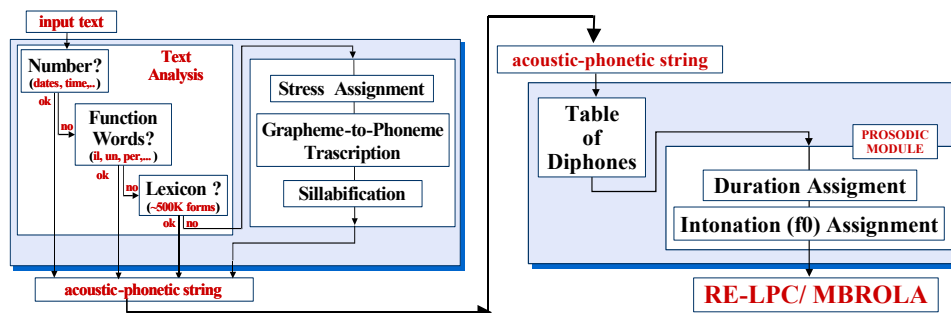 input text
Text
Analysis
Number?
(dates, time,..)
ok
no
Function
Words?
(il, un, per,...)
ok
no
Lexicon ?
(~500K forms)
ok
no
Stress Assignment
Grapheme-to-Phoneme
Trascription
Sillabification
acoustic-phonetic string
acoustic-phonetic string
Table
of
Diphones
PROSODIC
MODULE
Duration Assigment
Intonation (f0) Assignment
RE-LPC/ MBROLA